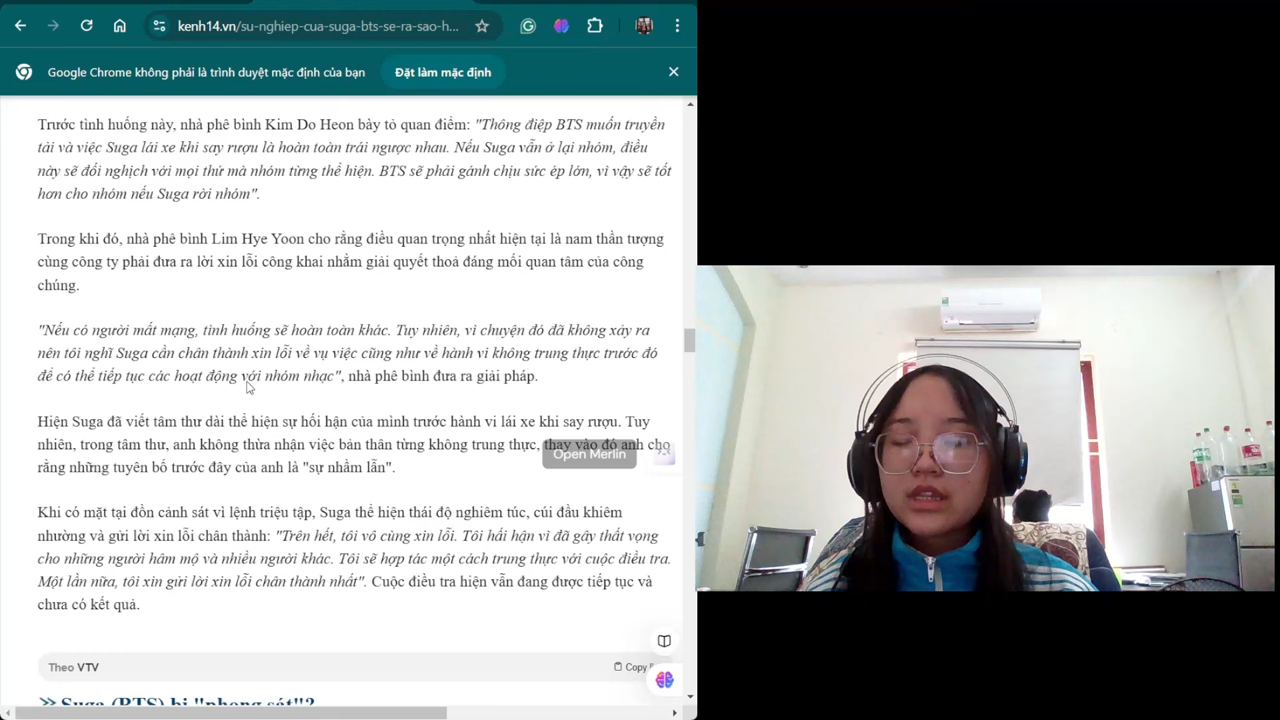 kenh14.vn/su-nghiep-cua-suga-bts-se-ra-sao-h...
Google Chrome không phải là trình duyệt mặc định của bạn
Đặt làm mặc định
Trước tình huống này, nhà phê bình Kim Do Heon bày tỏ quan điểm: "Thông điệp BTS muốn truyền
tải và việc Suga lái xe khi say rượu là hoàn toàn trái ngược nhau. Nếu Suga vẫn ở lại nhóm, điều
này sẽ đối nghịch với mọi thứ mà nhóm từng thể hiện. BTS sẽ phải gánh chịu sức ép lớn, vì vậy sẽ tốt
hơn cho nhóm nếu Suga rời nhóm".
Trong khi đó, nhà phê bình Lim Hye Yoon cho rằng điều quan trọng nhất hiện tại là nam thần tượng
cùng công ty phải đưa ra lời xin lỗi công khai nhằm giải quyết thoả đáng mối quan tâm của công
chúng.
"Nếu có người mất mạng, tình huống sẽ hoàn toàn khác. Tuy nhiên, vì chuyện đó đã không xảy ra
nên tôi nghĩ Suga cần chân thành xin lỗi về vụ việc cũng như về hành vi không trung thực trước đó
để có thể tiếp tục các hoạt động với nhóm nhạc", nhà phê bình đưa ra giải pháp.
Hiện Suga đã viết tâm thư dài thể hiện sự hối hận của mình trước hành vi lái xe khi say rượu. Tuy
nhiên, trong tâm thư, anh không thừa nhận việc bản thân từng không trung thực, thay vào đó anh cho
Open Merlin
rằng những tuyên bố trước đây của anh là "sự nhầm lẫn".
Khi có mặt tại đồn cảnh sát vì lệnh triệu tập, Suga thể hiện thái độ nghiêm túc, cúi đầu khiêm
nhường và gửi lời xin lỗi chân thành: "Trên hết, tôi vô cùng xin lỗi. Tôi hối hận vì đã gây thất vọng
cho những người hâm mộ và nhiều người khác. Tôi sẽ hợp tác một cách trung thực với cuộc điều tra.
Một lần nữa, tôi xin gửi lời xin lỗi chân thành nhất". Cuộc điều tra hiện vẫn đang được tiếp tục và
chưa có kết quả.
Theo VTV
Copy
>> Suga (BTS) bị "phong sát"?